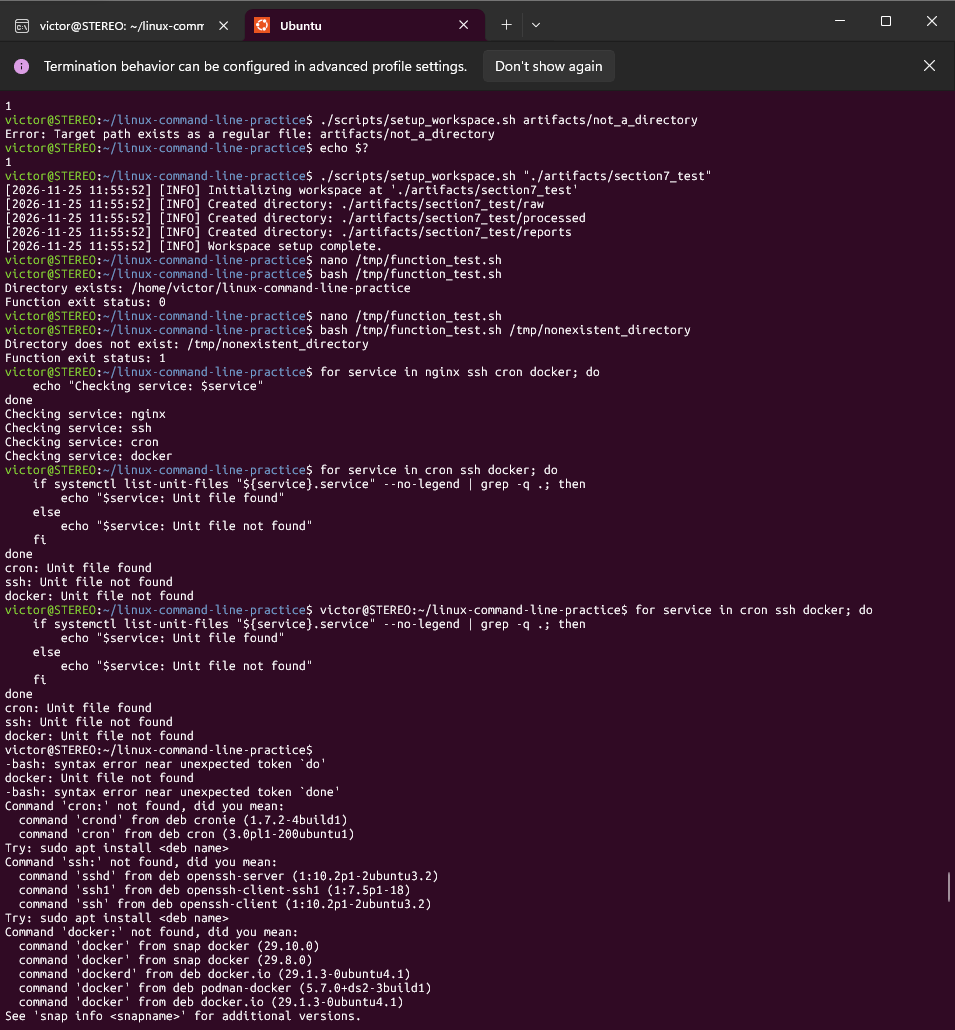 victor@STEREO: ~/linux-comm
Ubuntu
Termination behavior can be configured in advanced profile settings.
Don't show again
1
victor@STEREO:~/linux-command-line-practice$ ./scripts/setup_workspace.sh artifacts/not_a_directory
Error: Target path exists as a regular file: artifacts/not_a_directory
victor@STEREO:~/linux-command-line-practice$ echo $?
1
victor@STEREO:~/linux-command-line-practice$ ./scripts/setup_workspace.sh "./artifacts/section7_test"
[2026-11-25 11:55:52] [INFO] Initializing workspace at './artifacts/section7_test'
[2026-11-25 11:55:52] [INFO] Created directory: ./artifacts/section7_test/raw
[2026-11-25 11:55:52] [INFO] Created directory: ./artifacts/section7_test/processed
[2026-11-25 11:55:52] [INFO] Created directory: ./artifacts/section7_test/reports
[2026-11-25 11:55:52] [INFO] Workspace setup complete.
victor@STEREO:~/linux-command-line-practice$ nano /tmp/function_test.sh
victor@STEREO:~/linux-command-line-practice$ bash /tmp/function_test.sh
Directory exists: /home/victor/linux-command-line-practice
Function exit status: 0
victor@STEREO:~/linux-command-line-practice$ nano /tmp/function_test.sh
victor@STEREO:~/linux-command-line-practice$ bash /tmp/function_test.sh /tmp/nonexistent_directory
Directory does not exist: /tmp/nonexistent_directory
Function exit status: 1
victor@STEREO:~/linux-command-line-practice$ for service in nginx ssh cron docker; do
    echo "Checking service: $service"
done
Checking service: nginx
Checking service: ssh
Checking service: cron
Checking service: docker
victor@STEREO:~/linux-command-line-practice$ for service in cron ssh docker; do
    if systemctl list-unit-files "${service}.service" --no-legend | grep -q .; then
        echo "$service: Unit file found"
    else
        echo "$service: Unit file not found"
    fi
done
cron: Unit file found
ssh: Unit file not found
docker: Unit file not found
victor@STEREO:~/linux-command-line-practice$ victor@STEREO:~/linux-command-line-practice$ for service in cron ssh docker; do
    if systemctl list-unit-files "${service}.service" --no-legend | grep -q .; then
        echo "$service: Unit file found"
    else
        echo "$service: Unit file not found"
    fi
done
cron: Unit file found
ssh: Unit file not found
docker: Unit file not found
victor@STEREO:~/linux-command-line-practice$
-bash: syntax error near unexpected token `do'
docker: Unit file not found
-bash: syntax error near unexpected token `done'
Command 'cron:' not found, did you mean:
  command 'crond' from deb cronie (1.7.2-4build1)
  command 'cron' from deb cron (3.0pl1-200ubuntu1)
Try: sudo apt install <deb name>
Command 'ssh:' not found, did you mean:
  command 'sshd' from deb openssh-server (1:10.2p1-2ubuntu3.2)
  command 'ssh1' from deb openssh-client-ssh1 (1:7.5p1-18)
  command 'ssh' from deb openssh-client (1:10.2p1-2ubuntu3.2)
Try: sudo apt install <deb name>
Command 'docker:' not found, did you mean:
  command 'docker' from snap docker (29.10.0)
  command 'docker' from snap docker (29.8.0)
  command 'dockerd' from deb docker.io (29.1.3-0ubuntu4.1)
  command 'docker' from deb podman-docker (5.7.0+ds2-3build1)
  command 'docker' from deb docker.io (29.1.3-0ubuntu4.1)
See 'snap info <snapname>' for additional versions.